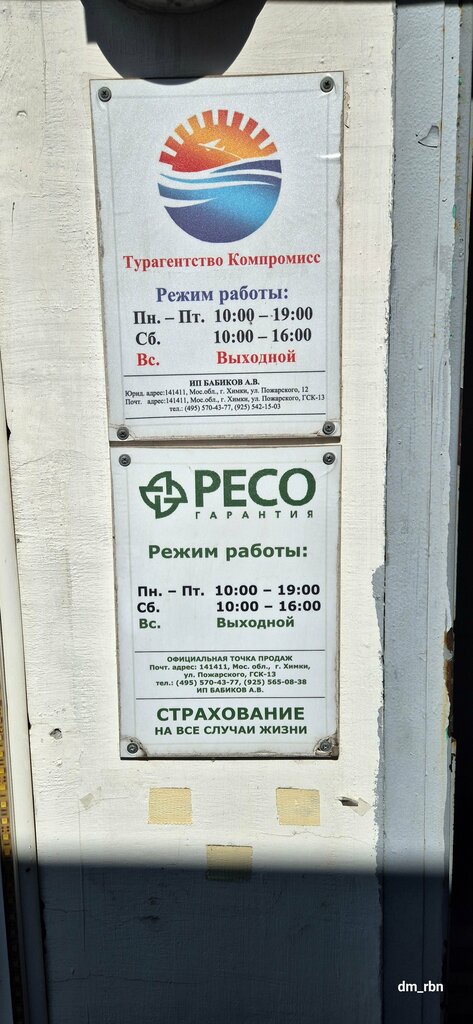 Турагентство Компромисс
Режим работы:
Пн. – Пт. 10:00 – 19:00
Сб. 10:00 – 16:00
Вс. Выходной
ИП БАБИКОВ А.В.
Юрид. адрес:141411, Мос.обл., г. Химки, ул. Пожарского, 12
Почт. адрес:141411, Мос.обл., г. Химки, ул. Пожарского, ГСК-13
тел.: (495) 570-43-77, (925) 542-15-03
РЕСО
ГАРАНТИЯ
Режим работы:
Пн. – Пт. 10:00 – 19:00
Сб. 10:00 – 16:00
Вс. Выходной
ОФИЦИАЛЬНАЯ ТОЧКА ПРОДАЖ
Почт. адрес: 141411, Мос. обл., г. Химки,
ул. Пожарского, ГСК-13
тел.: (495) 570-43-77, (925) 565-08-38
ИП БАБИКОВ А.В.
СТРАХОВАНИЕ
НА ВСЕ СЛУЧАИ ЖИЗНИ
dm_rbn